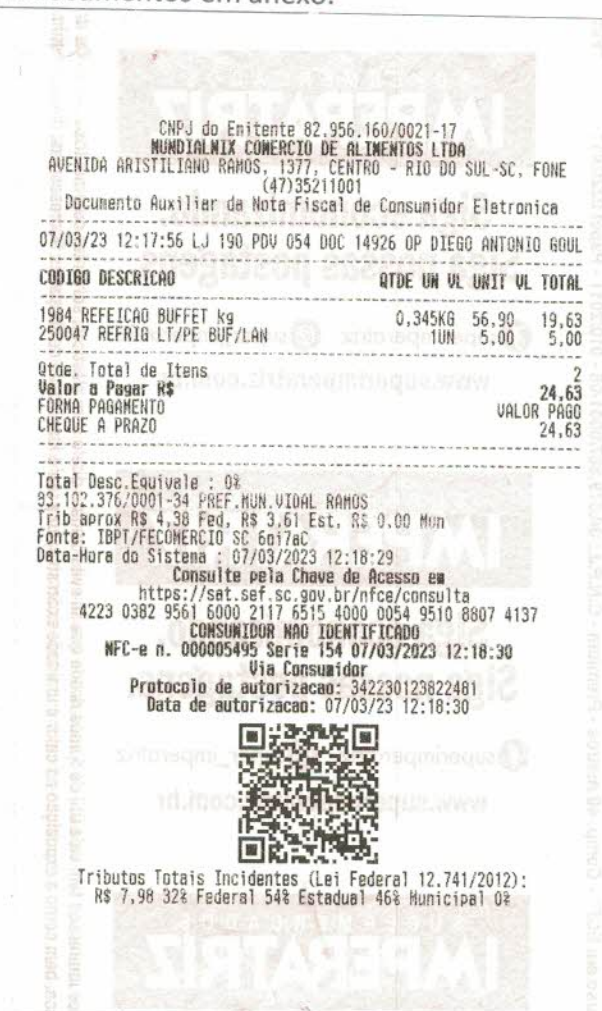 CNPJ do Emitente 82.956.160/0021-17
MUNDIALMIX COMERCIO DE ALIMENTOS LTDA
AVENIDA ARISTILIANO RAMOS, 1377, CENTRO - RIO DO SUL-SC, FONE
(47)35211001
Documento Auxiliar da Nota Fiscal de Consumidor Eletronica
07/03/23 12:17:56 LJ 190 PDV 054 DOC 14926 OP DIEGO ANTONIO GOUL
CODIGO DESCRICAO QTDE UN VL UNIT VL TOTAL
1984 REFEICAO BUFFET kg 0,345KG 56,90 19,63
250047 REFRIG LT/PE BUF/LAN 1UN 5,00 5,00
Qtde. Total de Itens 2
Valor a Pagar R$ 24,63
FORMA PAGAMENTO VALOR PAGO
CHEQUE A PRAZO 24,63
Total Desc.Equivale : 0%
83.102.376/0001-34 PREF.MUN.VIDAL RAMOS
Trib aprox R$ 4,38 Fed, R$ 3,61 Est, R$ 0,00 Mun
Fonte: IBPT/FECOMERCIO SC 6oi7aC
Data-Hora do Sistema : 07/03/2023 12:18:29
Consulte pela Chave de Acesso em
https://sat.sef.sc.gov.br/nfce/consulta
4223 0382 9561 6000 2117 6515 4000 0054 9510 8807 4137
CONSUMIDOR NAO IDENTIFICADO
NFC-e n. 000005495 Serie 154 07/03/2023 12:18:30
Via Consumidor
Protocolo de autorizacao: 342230123822481
Data de autorizacao: 07/03/23 12:18:30
Tributos Totais Incidentes (Lei Federal 12.741/2012):
R$ 7,98 32% Federal 54% Estadual 46% Municipal 0%